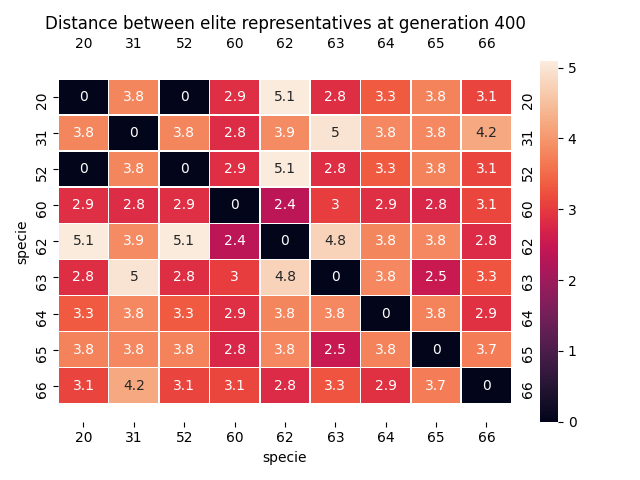 Distance between elite representatives at generation 400
20 31 52 60 62 63 64 65 66
20 0 3.8 0 2.9 5.1 2.8 3.3 3.8 3.1 20
31 3.8 0 3.8 2.8 3.9 5 3.8 3.8 4.2 31
52 0 3.8 0 2.9 5.1 2.8 3.3 3.8 3.1 52
60 2.9 2.8 2.9 0 2.4 3 2.9 2.8 3.1 60
62 5.1 3.9 5.1 2.4 0 4.8 3.8 3.8 2.8 62
63 2.8 5 2.8 3 4.8 0 3.8 2.5 3.3 63
64 3.3 3.8 3.3 2.9 3.8 3.8 0 3.8 2.9 64
65 3.8 3.8 3.8 2.8 3.8 2.5 3.8 0 3.7 65
66 3.1 4.2 3.1 3.1 2.8 3.3 2.9 3.7 0 66
20 31 52 60 62 63 64 65 66
specie
specie
5
4
3
2
1
0